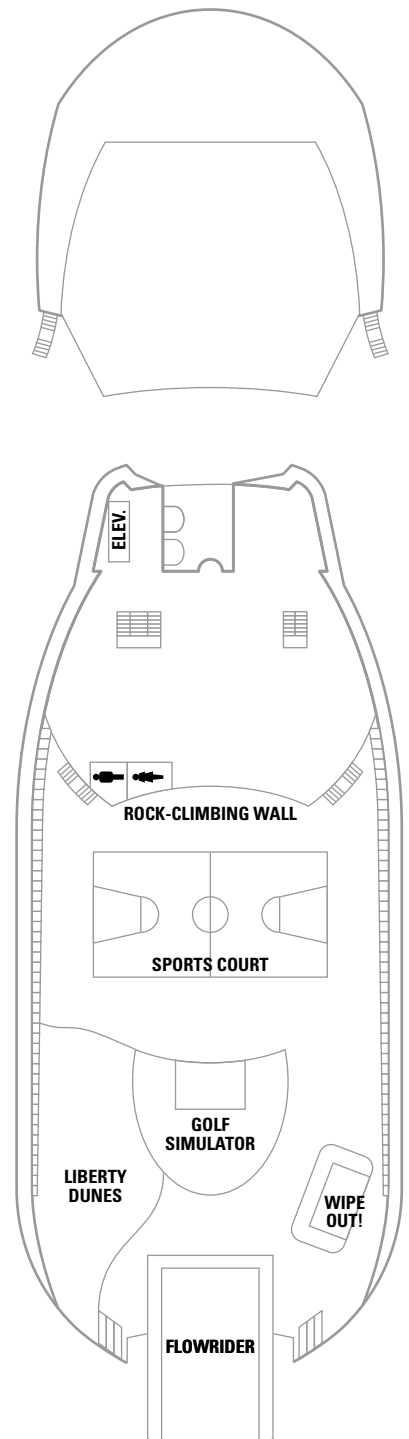 ELEV.
ROCK-CLIMBING WALL
SPORTS COURT
GOLF
SIMULATOR
LIBERTY
DUNES
WIPE
OUT!
FLOWRIDER